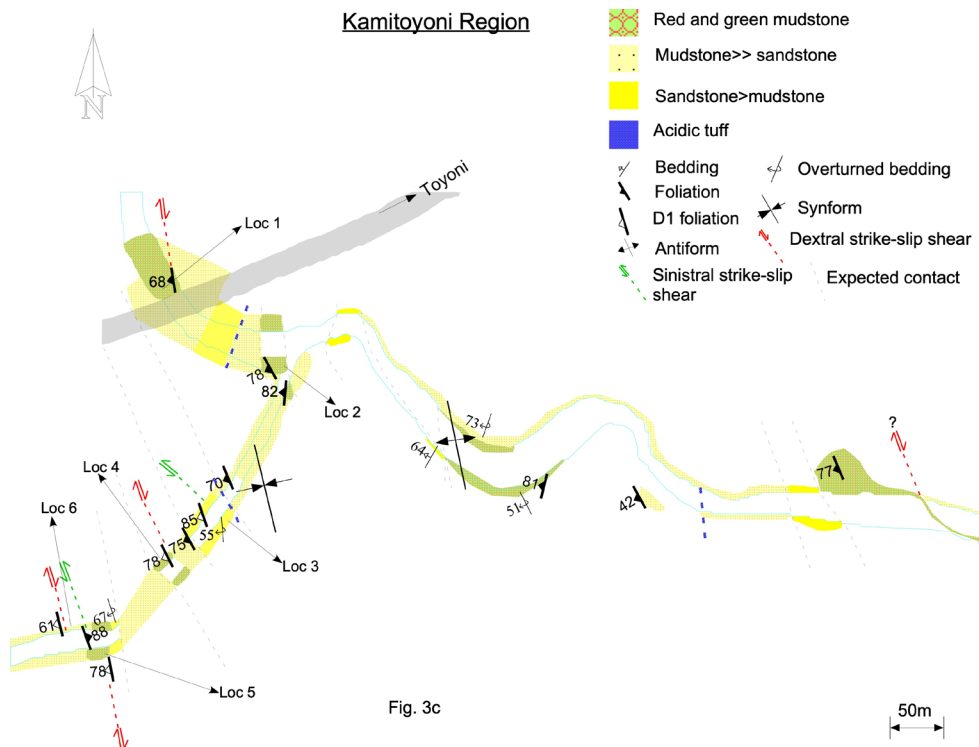 Kamitoyoni Region
Red and green mudstone
Mudstone>> sandstone
Sandstone>mudstone
Acidic tuff
Bedding
Overturned bedding
Foliation
D1 foliation
Synform
Antiform
Dextral strike-slip shear
Sinistral strike-slip
shear
Expected contact
N
Toyoni
Loc 1
68
78
82
Loc 2
73
64
?
77
81
51
42
Loc 4
70
85
75
55
Loc 6
78
Loc 3
67
61
88
78
Loc 5
Fig. 3c
50m